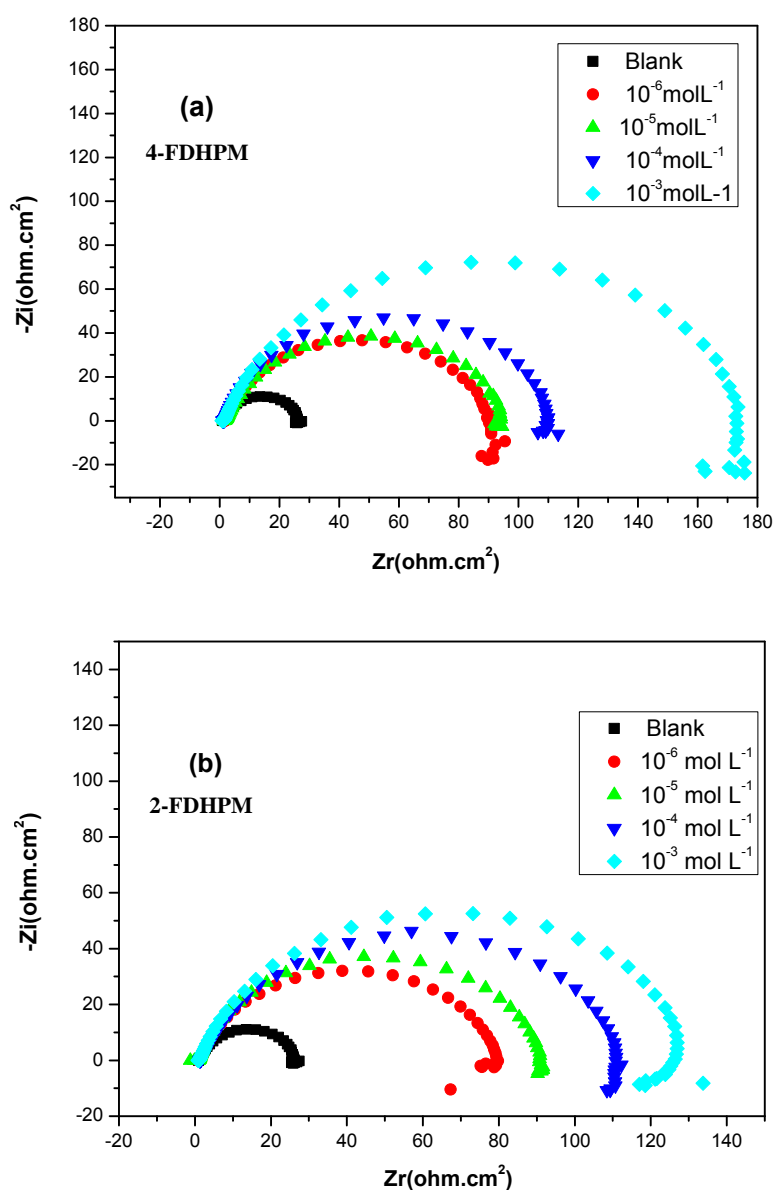 180
160
140
120
100
80
60
40
20
0
-20
-Zi(ohm.cm²)
(a)
4-FDHPM
Blank
10⁻⁶molL⁻¹
10⁻⁵molL⁻¹
10⁻⁴molL⁻¹
10⁻³molL-1
-20 0 20 40 60 80 100 120 140 160 180
Zr(ohm.cm²)
140
120
100
80
60
40
20
0
-20
-Zi(ohm.cm²)
(b)
2-FDHPM
Blank
10⁻⁶ mol L⁻¹
10⁻⁵ mol L⁻¹
10⁻⁴ mol L⁻¹
10⁻³ mol L⁻¹
-20 0 20 40 60 80 100 120 140
Zr(ohm.cm²)